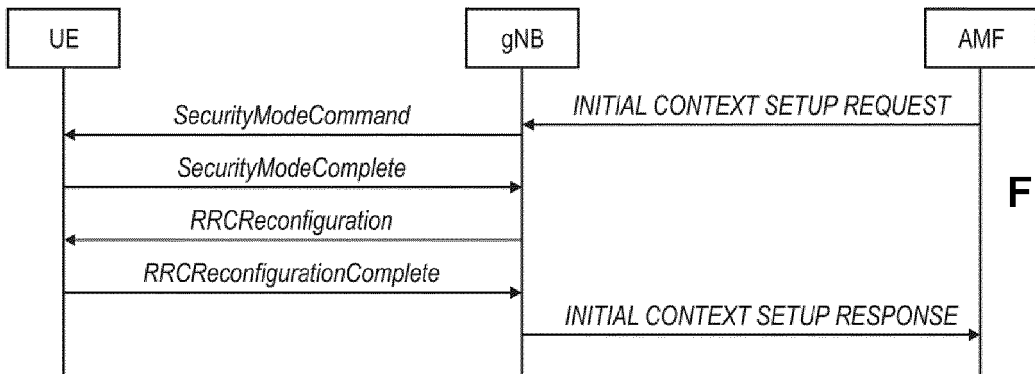 UE
gNB
AMF
INITIAL CONTEXT SETUP REQUEST
SecurityModeCommand
SecurityModeComplete
F
RRCReconfiguration
RRCReconfigurationComplete
INITIAL CONTEXT SETUP RESPONSE